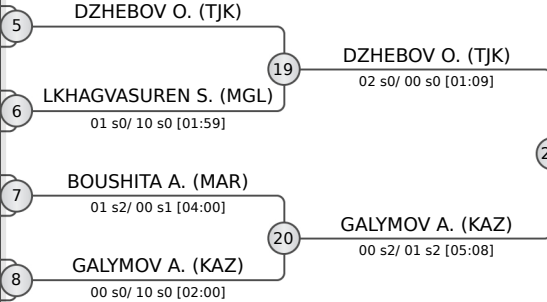 DZHEBOV O. (TJK)
5
DZHEBOV O. (TJK)
19
02 s0/ 00 s0 [01:09]
LKHAGVASUREN S. (MGL)
6
01 s0/ 10 s0 [01:59]
BOUSHITA A. (MAR)
7
01 s2/ 00 s1 [04:00]
GALYMOV A. (KAZ)
20
00 s2/ 01 s2 [05:08]
GALYMOV A. (KAZ)
8
00 s0/ 10 s0 [02:00]